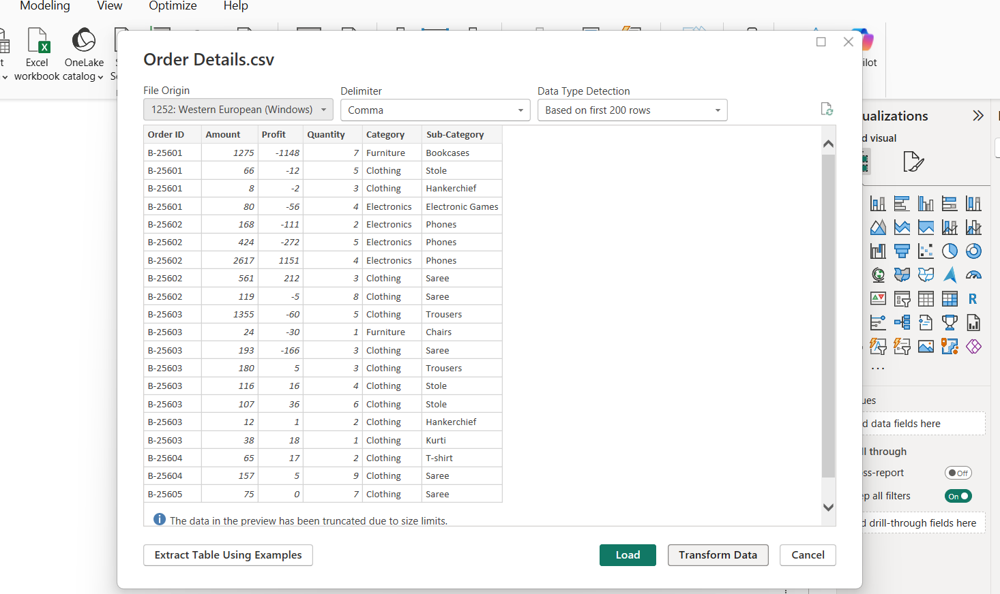 Modeling View Optimize Help
Excel
workbook
OneLake
catalog
Order Details.csv
File Origin
1252: Western European (Windows)
Delimiter
Comma
Data Type Detection
Based on first 200 rows
Order ID Amount Profit Quantity Category Sub-Category
B-25601 1275 -1148 7 Furniture Bookcases
B-25601 66 -12 5 Clothing Stole
B-25601 8 -2 3 Clothing Hankerchief
B-25601 80 -56 4 Electronics Electronic Games
B-25602 168 -111 2 Electronics Phones
B-25602 424 -272 5 Electronics Phones
B-25602 2617 1151 4 Electronics Phones
B-25602 561 212 3 Clothing Saree
B-25602 119 -5 8 Clothing Saree
B-25603 1355 -60 5 Clothing Trousers
B-25603 24 -30 1 Furniture Chairs
B-25603 193 -166 3 Clothing Saree
B-25603 180 5 3 Clothing Trousers
B-25603 116 16 4 Clothing Stole
B-25603 107 36 6 Clothing Stole
B-25603 12 1 2 Clothing Hankerchief
B-25603 38 18 1 Clothing Kurti
B-25604 65 17 2 Clothing T-shirt
B-25604 157 5 9 Clothing Saree
B-25605 75 0 7 Clothing Saree
The data in the preview has been truncated due to size limits.
Extract Table Using Examples
Load
Transform Data
Cancel
ilot
ualizations
d visual
R
ues
d data fields here
ll through
ss-report Off
p all filters On
d drill-through fields here